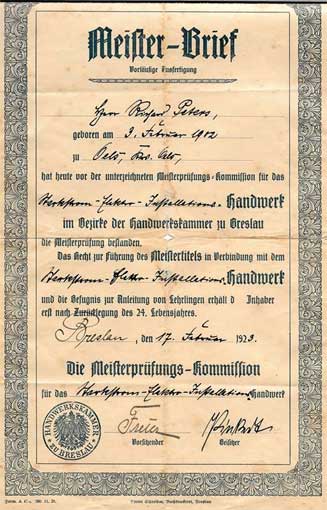 Meister-Brief
Vorläufige Ausfertigung
Herr Richard Peters,
geboren am 3. Februar 1902
zu Oels, Krs. Oels,
hat heute vor der unterzeichneten Meisterprüfungs-Kommission für das
Starkstrom-Elektro-Installations-Handwerk
im Bezirke der Handwerkskammer zu Breslau
die Meisterprüfung bestanden.
Das Recht zur Führung des Meistertitels in Verbindung mit dem
Starkstrom-Elektro-Installations-Handwerk
und die Befugnis zur Anleitung von Lehrlingen erhält d Inhaber
erst nach Zurücklegung des 24. Lebensjahres.
Breslau, den 17. Februar 1923.
Die Meisterprüfungs-Kommission
für das Starkstrom-Elektro-Installations-Handwerk
HANDWERKSKAMMER
ZU BRESLAU
Vorsitzender Beisitzer
Breslau